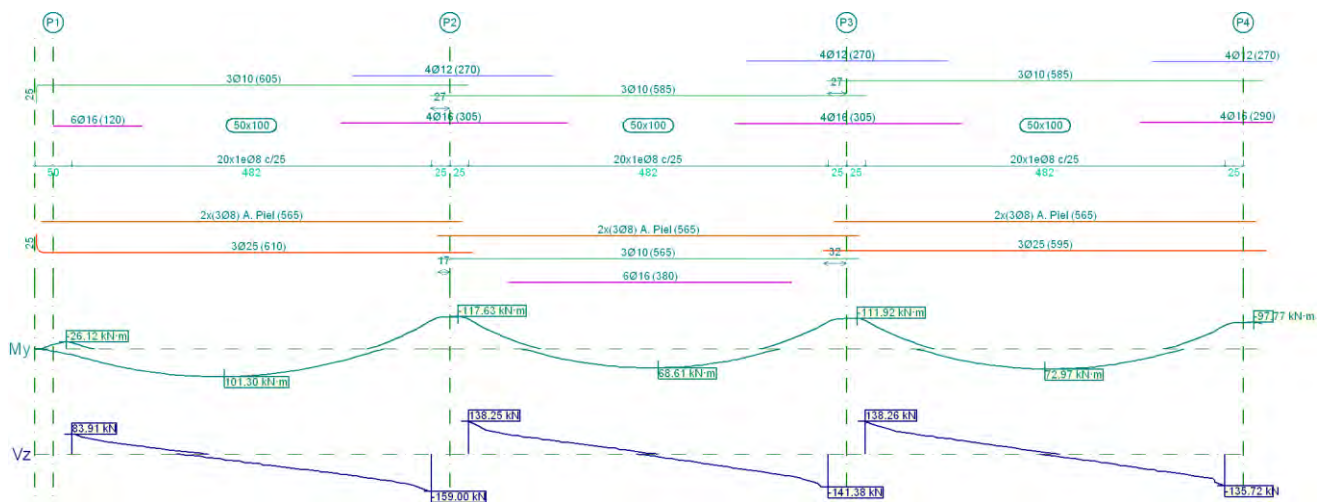 P1 P2 P3 P4
4Ø12 (270) 4Ø12 (270)
4Ø12 (270)
3Ø10 (605) 3Ø10 (585)
25 27 3Ø10 (585) 27
6Ø16 (120) 50x100 4Ø16 (305) 50x100 4Ø16 (305) 50x100 4Ø16 (290)
20x1eØ8 c/25 20x1eØ8 c/25 20x1eØ8 c/25
50 482 25 25 482 25 25 482 25
2x(3Ø8) A. Piel (565) 2x(3Ø8) A. Piel (565)
2x(3Ø8) A. Piel (565)
25 3Ø25 (610) 3Ø25 (595)
3Ø10 (565)
17 32
6Ø16 (380)
-117.63 kN·m -111.92 kN·m -97.77 kN·m
-26.12 kN·m
My
101.30 kN·m 68.61 kN·m 72.97 kN·m
83.91 kN 138.25 kN 138.26 kN
Vz
-159.00 kN -141.38 kN -135.72 kN